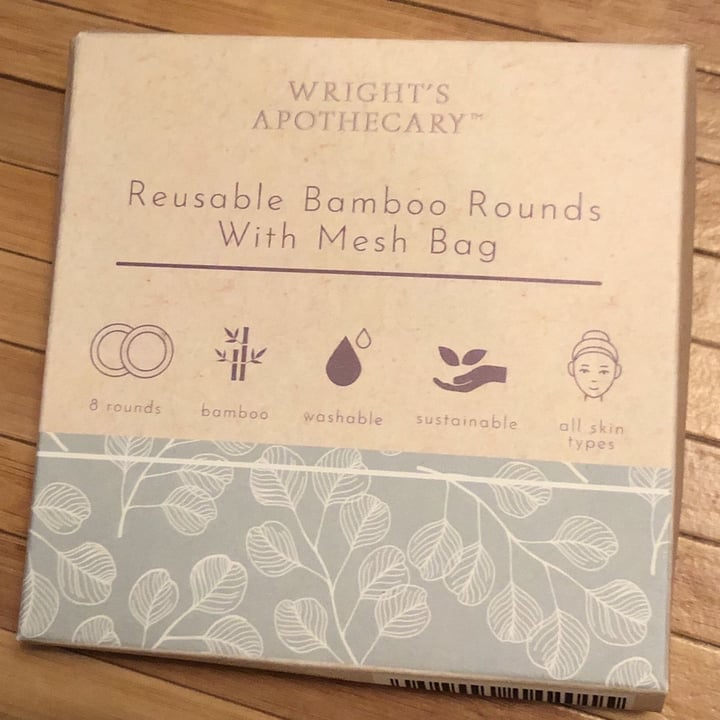 WRIGHT'S
APOTHECARY™
Reusable Bamboo Rounds
With Mesh Bag
8 rounds
bamboo
washable
sustainable
all skin
types